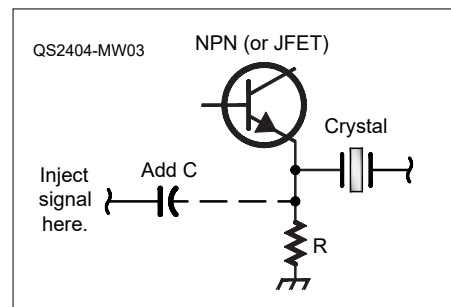 QS2404-MW03
NPN (or JFET)
Crystal
Inject
signal
here.
Add C
R